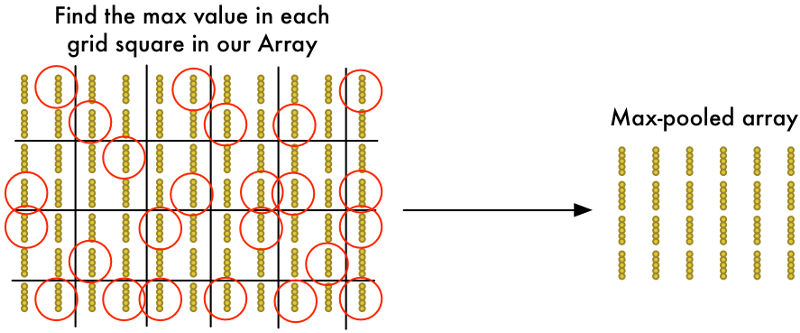 Find the max value in each
grid square in our Array
Max-pooled array